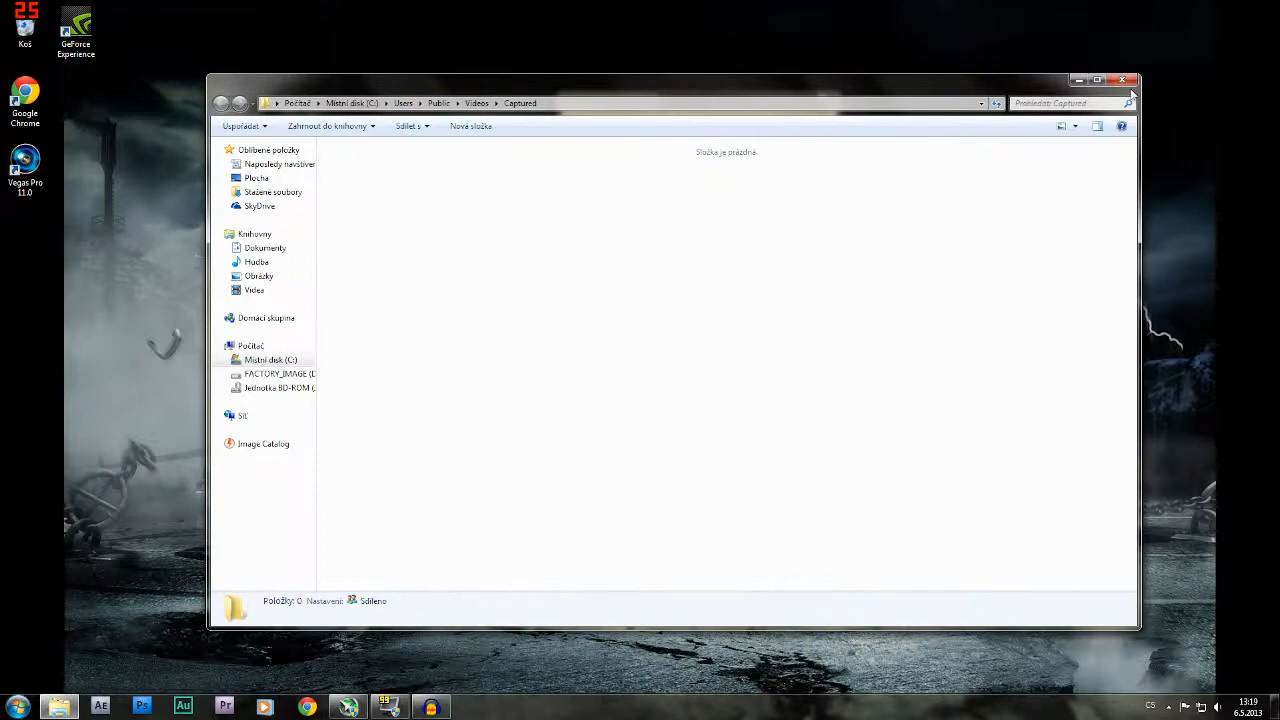 25
Koš
GeForce
Experience
Google
Chrome
Vegas Pro
11.0
Počítač
Místní disk (C:)
Users
Public
Videos
Captured
Prohledat: Captured
Uspořádat
Zahrnout do knihovny
Sdílet s
Nová složka
Složka je prázdná.
Oblíbené položky
Naposledy navštíver
Plocha
Stažené soubory
SkyDrive
Knihovny
Dokumenty
Hudba
Obrázky
Videa
Domácí skupina
Počítač
Místní disk (C:)
FACTORY_IMAGE (D
Jednotka BD-ROM (
Síť
Image Catalog
Položky: 0 Nastavení: Sdíleno
Ae
Ps
Au
Pr
99
CS
13:19
6.5.2013